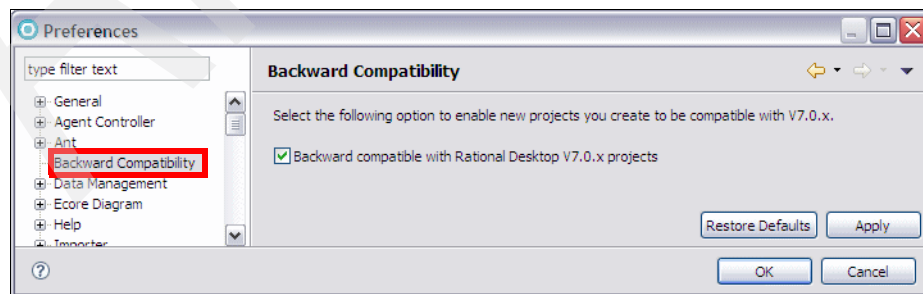 Preferences
type filter text
General
Agent Controller
Ant
Backward Compatibility
Data Management
Ecore Diagram
Help
Importer
Backward Compatibility
Select the following option to enable new projects you create to be compatible with V7.0.x.
Backward compatible with Rational Desktop V7.0.x projects
Restore Defaults
Apply
?
OK
Cancel